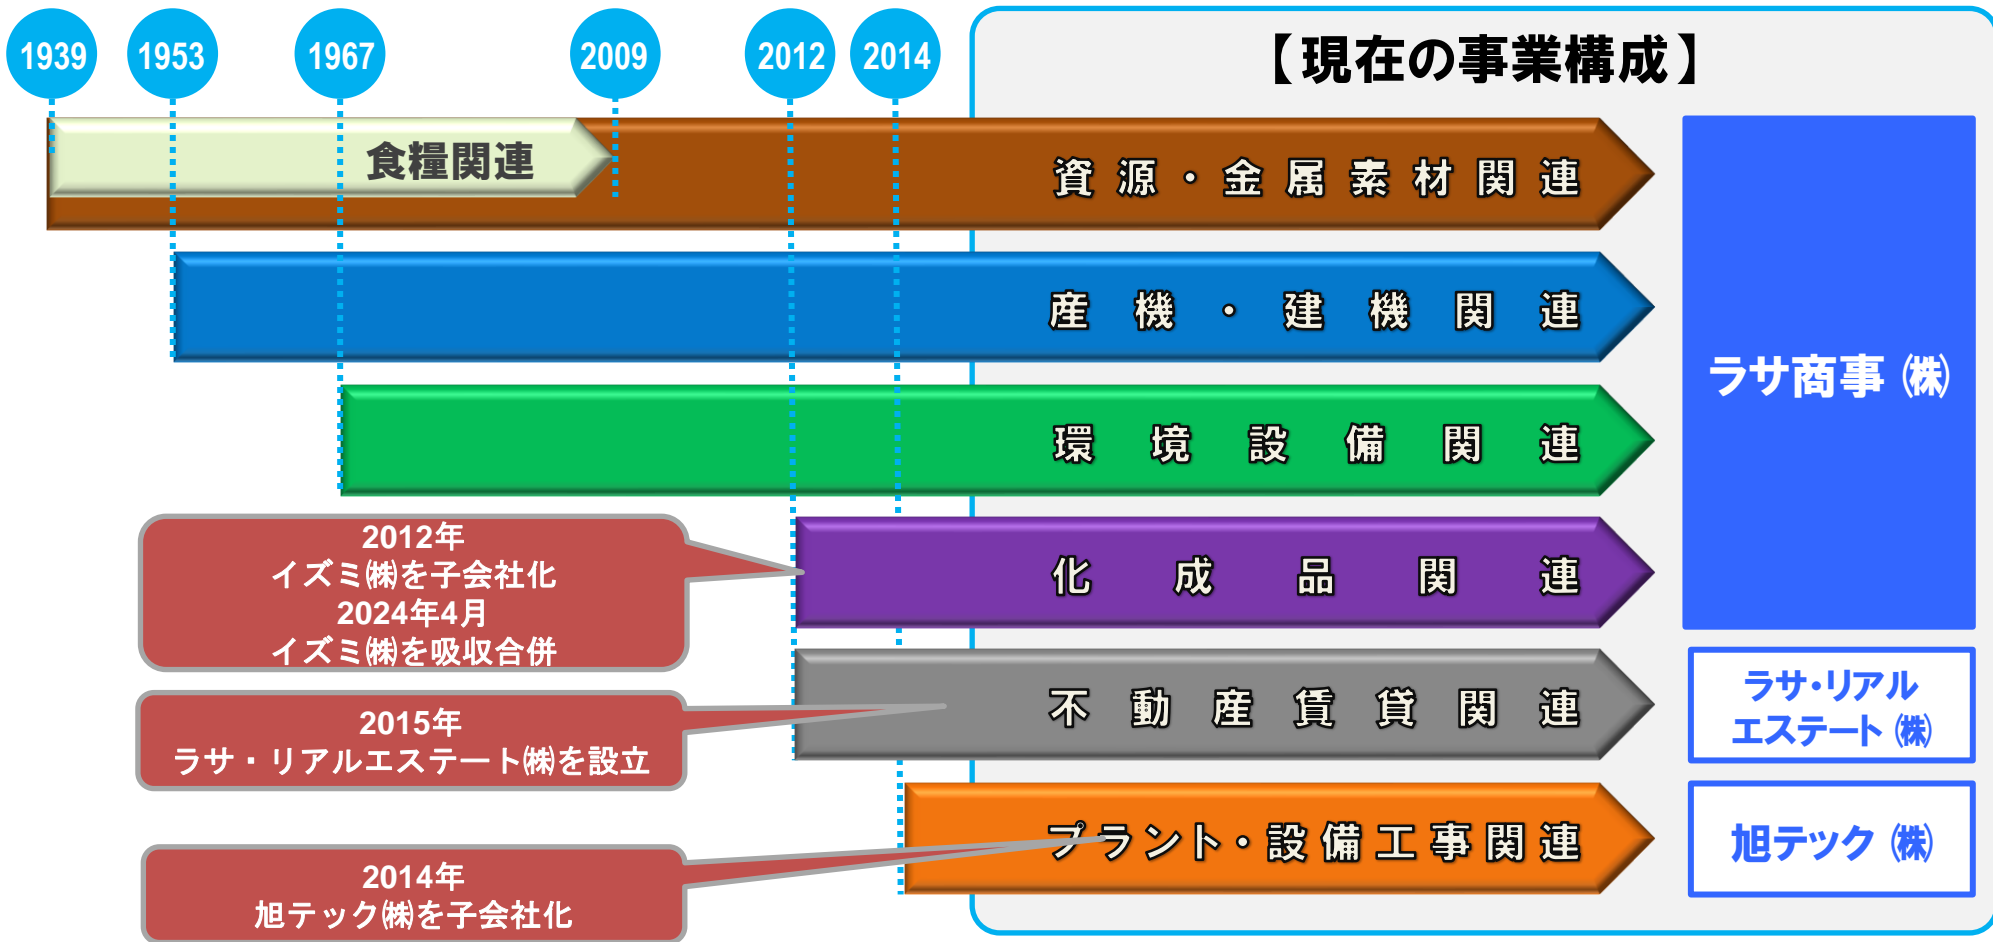 1939
1953
1967
2009
2012
2014
【現在の事業構成】
食糧関連
資源・金属素材関連
産機・建機関連
環境設備関連
化成品関連
不動産賃貸関連
プラント・設備工事関連
ラサ商事㈱
ラサ・リアル
エステート㈱
旭テック㈱
2012年
イズミ㈱を子会社化
2024年4月
イズミ㈱を吸収合併
2015年
ラサ・リアルエステート㈱を設立
2014年
旭テック㈱を子会社化